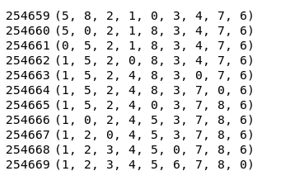 254659 (5, 8, 2, 1, 0, 3, 4, 7, 6)
254660 (5, 0, 2, 1, 8, 3, 4, 7, 6)
254661 (0, 5, 2, 1, 8, 3, 4, 7, 6)
254662 (1, 5, 2, 0, 8, 3, 4, 7, 6)
254663 (1, 5, 2, 4, 8, 3, 0, 7, 6)
254664 (1, 5, 2, 4, 8, 3, 7, 0, 6)
254665 (1, 5, 2, 4, 0, 3, 7, 8, 6)
254666 (1, 0, 2, 4, 5, 3, 7, 8, 6)
254667 (1, 2, 0, 4, 5, 3, 7, 8, 6)
254668 (1, 2, 3, 4, 5, 0, 7, 8, 6)
254669 (1, 2, 3, 4, 5, 6, 7, 8, 0)